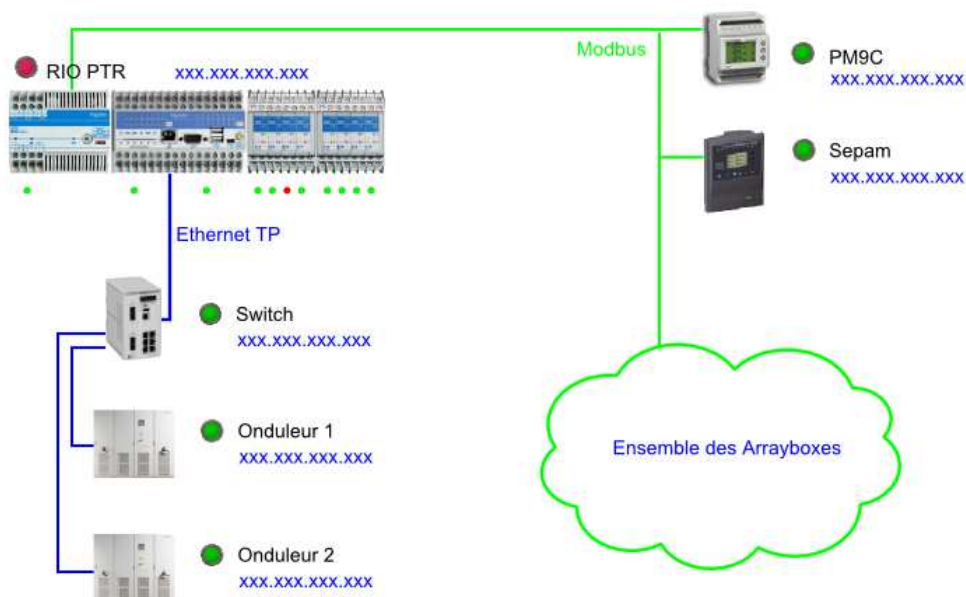 Modbus
PM9C
xxx.xxx.xxx.xxx
RIO PTR
xxx.xxx.xxx.xxx
Sepam
xxx.xxx.xxx.xxx
Ethernet TP
Switch
xxx.xxx.xxx.xxx
Onduleur 1
xxx.xxx.xxx.xxx
Ensemble des Arrayboxes
Onduleur 2
xxx.xxx.xxx.xxx